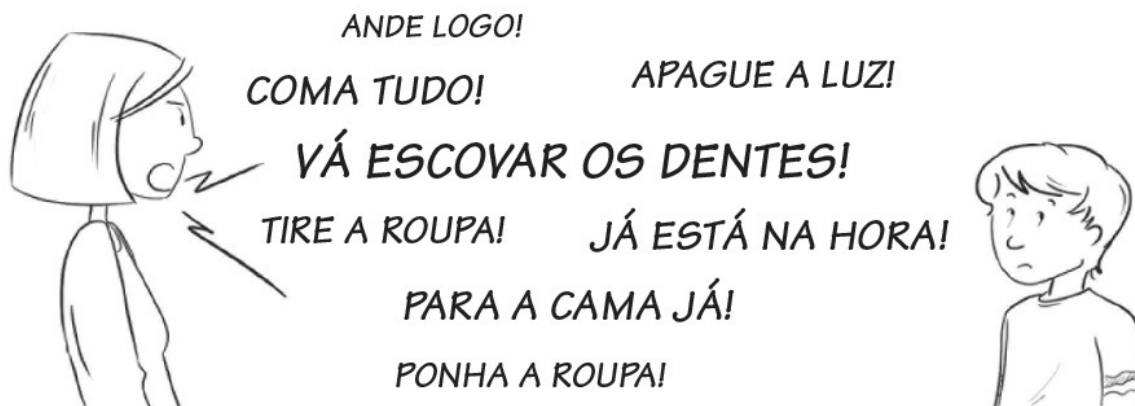 ANDE LOGO!
COMA TUDO!
APAGUE A LUZ!
VÁ ESCOVAR OS DENTES!
TIRE A ROUPA!
JÁ ESTÁ NA HORA!
PARA A CAMA JÁ!
PONHA A ROUPA!